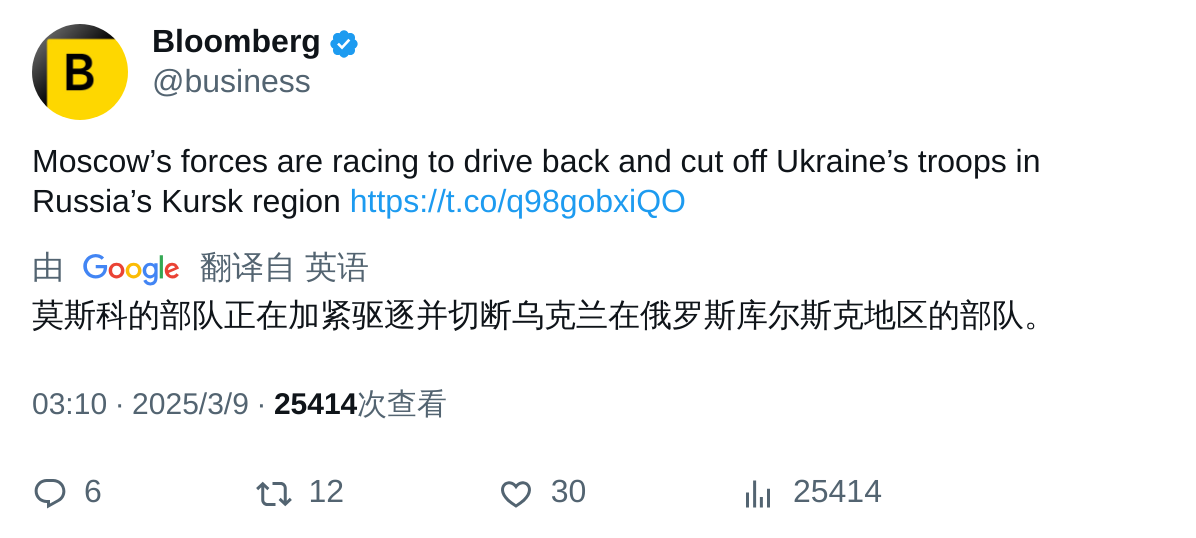 B
Bloomberg
@business
Moscow’s forces are racing to drive back and cut off Ukraine’s troops in
Russia’s Kursk region https://t.co/q98gobxiQO
由 Google 翻译自 英语
莫斯科的部队正在加紧驱逐并切断乌克兰在俄罗斯库尔斯克地区的部队。
03:10 · 2025/3/9 · 25414次查看
6 12 30 25414